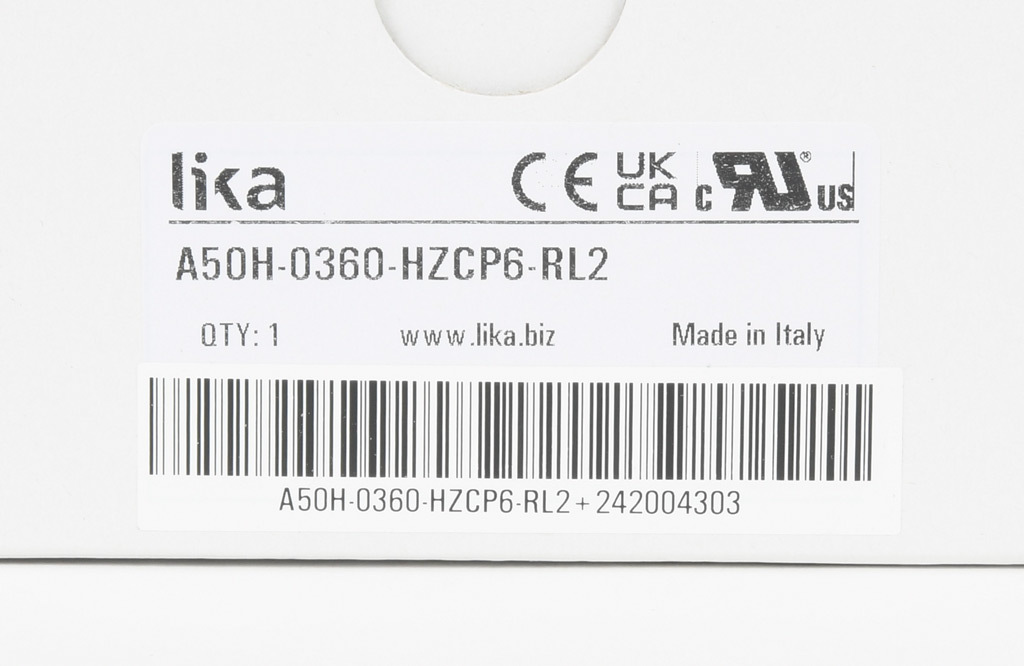 lika CE UK CA c RU® US
A50H-0360-HZCP6-RL2
QTY: 1 www.lika.biz Made in Italy
A50H-0360-HZCP6-RL2+242004303